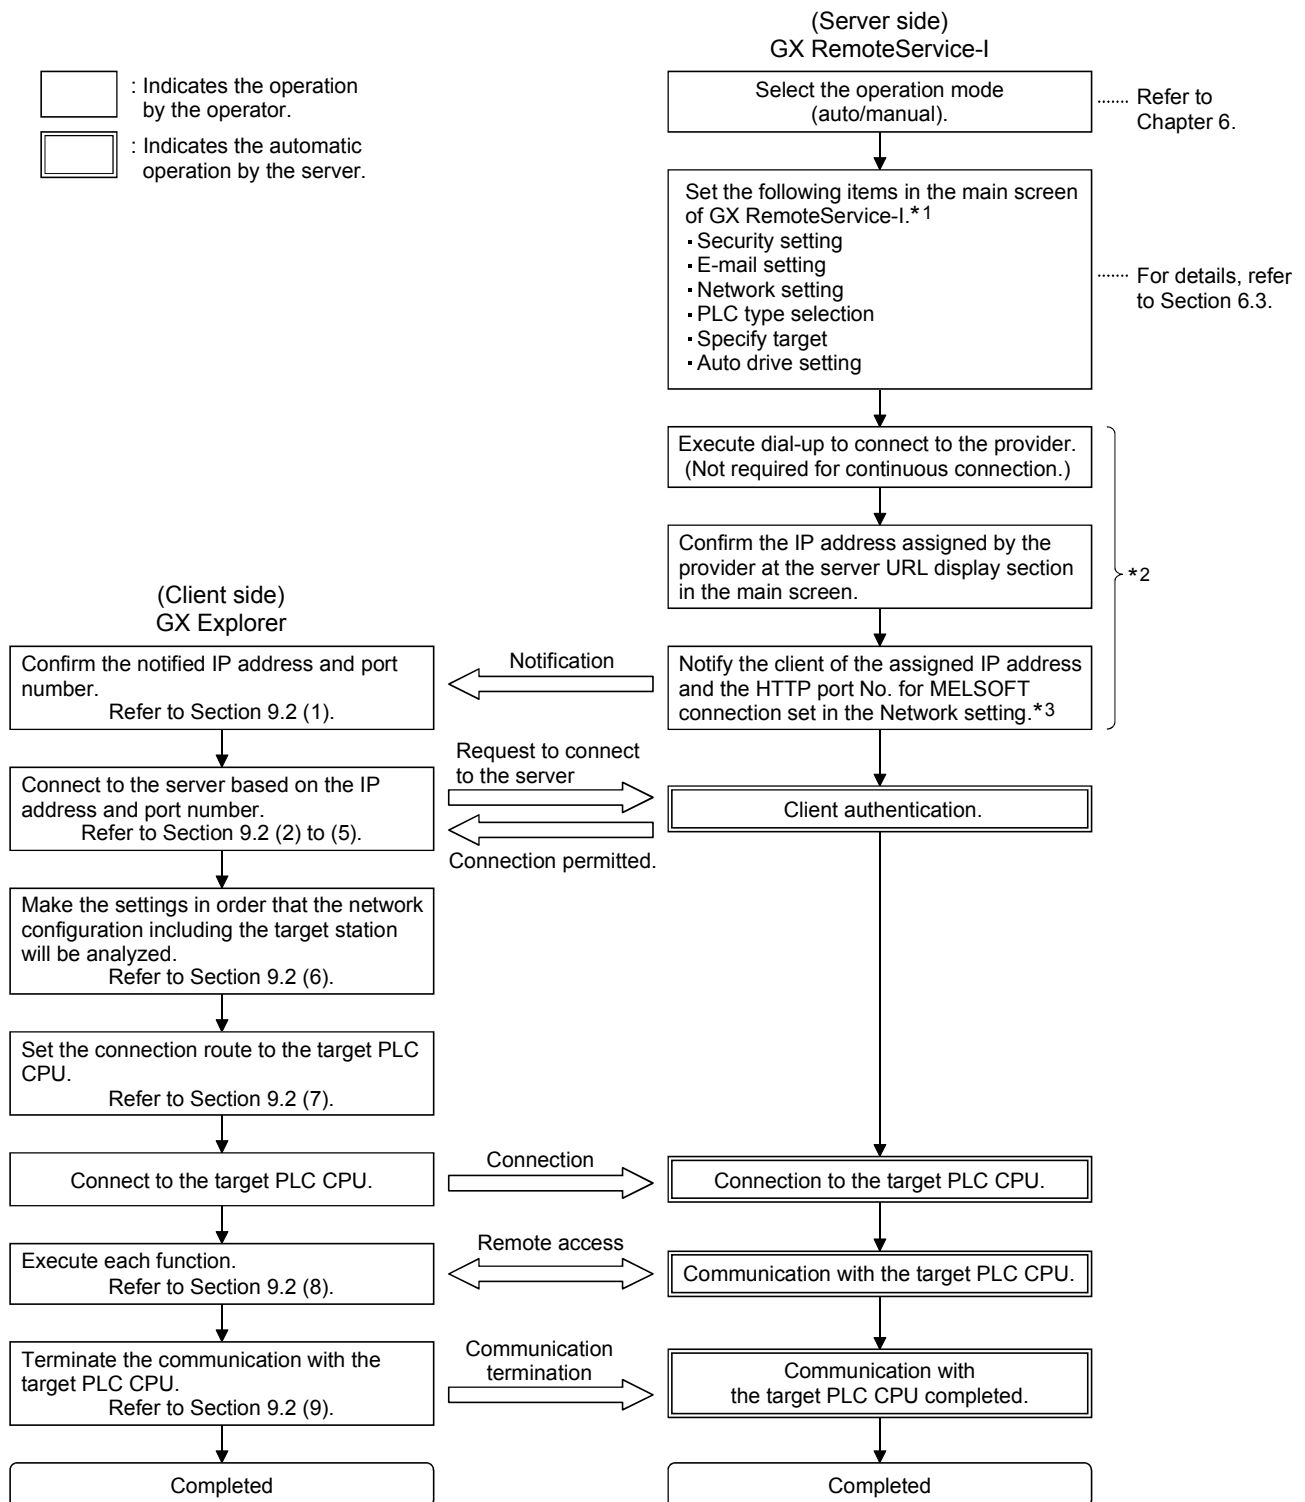 (Server side)
GX RemoteService-I
: Indicates the operation
by the operator.
: Indicates the automatic
operation by the server.
Select the operation mode
(auto/manual).
Refer to
Chapter 6.
Set the following items in the main screen
of GX RemoteService-I.*1
▪ Security setting
▪ E-mail setting
▪ Network setting
▪ PLC type selection
▪ Specify target
▪ Auto drive setting
For details, refer
to Section 6.3.
Execute dial-up to connect to the provider.
(Not required for continuous connection.)
Confirm the IP address assigned by the
provider at the server URL display section
in the main screen.
*2
Notify the client of the assigned IP address
and the HTTP port No. for MELSOFT
connection set in the Network setting.*3
Notification
(Client side)
GX Explorer
Confirm the notified IP address and port
number.
Refer to Section 9.2 (1).
Request to connect
to the server
Connect to the server based on the IP
address and port number.
Refer to Section 9.2 (2) to (5).
Client authentication.
Connection permitted.
Make the settings in order that the network
configuration including the target station
will be analyzed.
Refer to Section 9.2 (6).
Set the connection route to the target PLC
CPU.
Refer to Section 9.2 (7).
Connect to the target PLC CPU.
Connection
Connection to the target PLC CPU.
Execute each function.
Refer to Section 9.2 (8).
Remote access
Communication with the target PLC CPU.
Terminate the communication with the
target PLC CPU.
Refer to Section 9.2 (9).
Communication
termination
Communication with
the target PLC CPU completed.
Completed
Completed